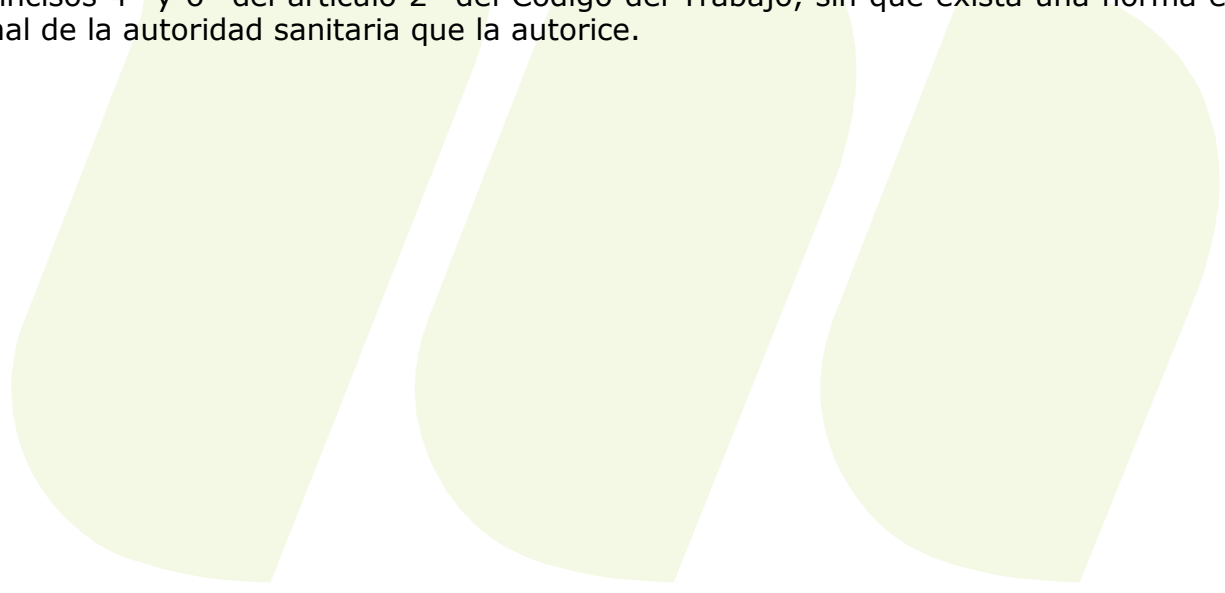 incisos 4° y 6° del artículo 2° del Código del Trabajo, sin que exista una norma
nal de la autoridad sanitaria que la autorice.